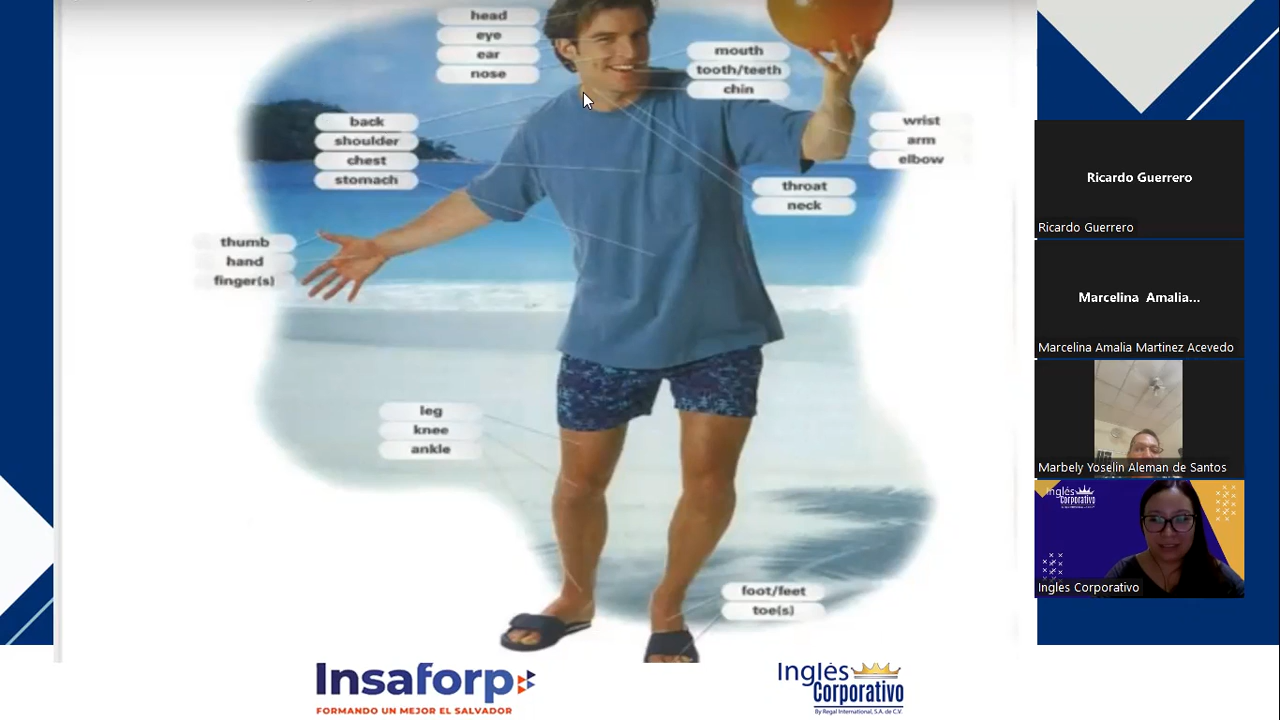 head
eye
ear
nose
mouth
tooth/teeth
chin
back
shoulder
chest
stomach
wrist
arm
elbow
throat
neck
thumb
hand
finger(s)
leg
knee
ankle
foot/feet
toe(s)
Insaforp
FORMANDO UN MEJOR EL SALVADOR
Inglés
Corporativo
By Regal International, S.A. de C.V.
Ricardo Guerrero
Ricardo Guerrero
Marcelina Amalia...
Marcelina Amalia Martinez Acevedo
Marbely Yoselin Aleman de Santos
Inglés
Corporativo
Ingles Corporativo